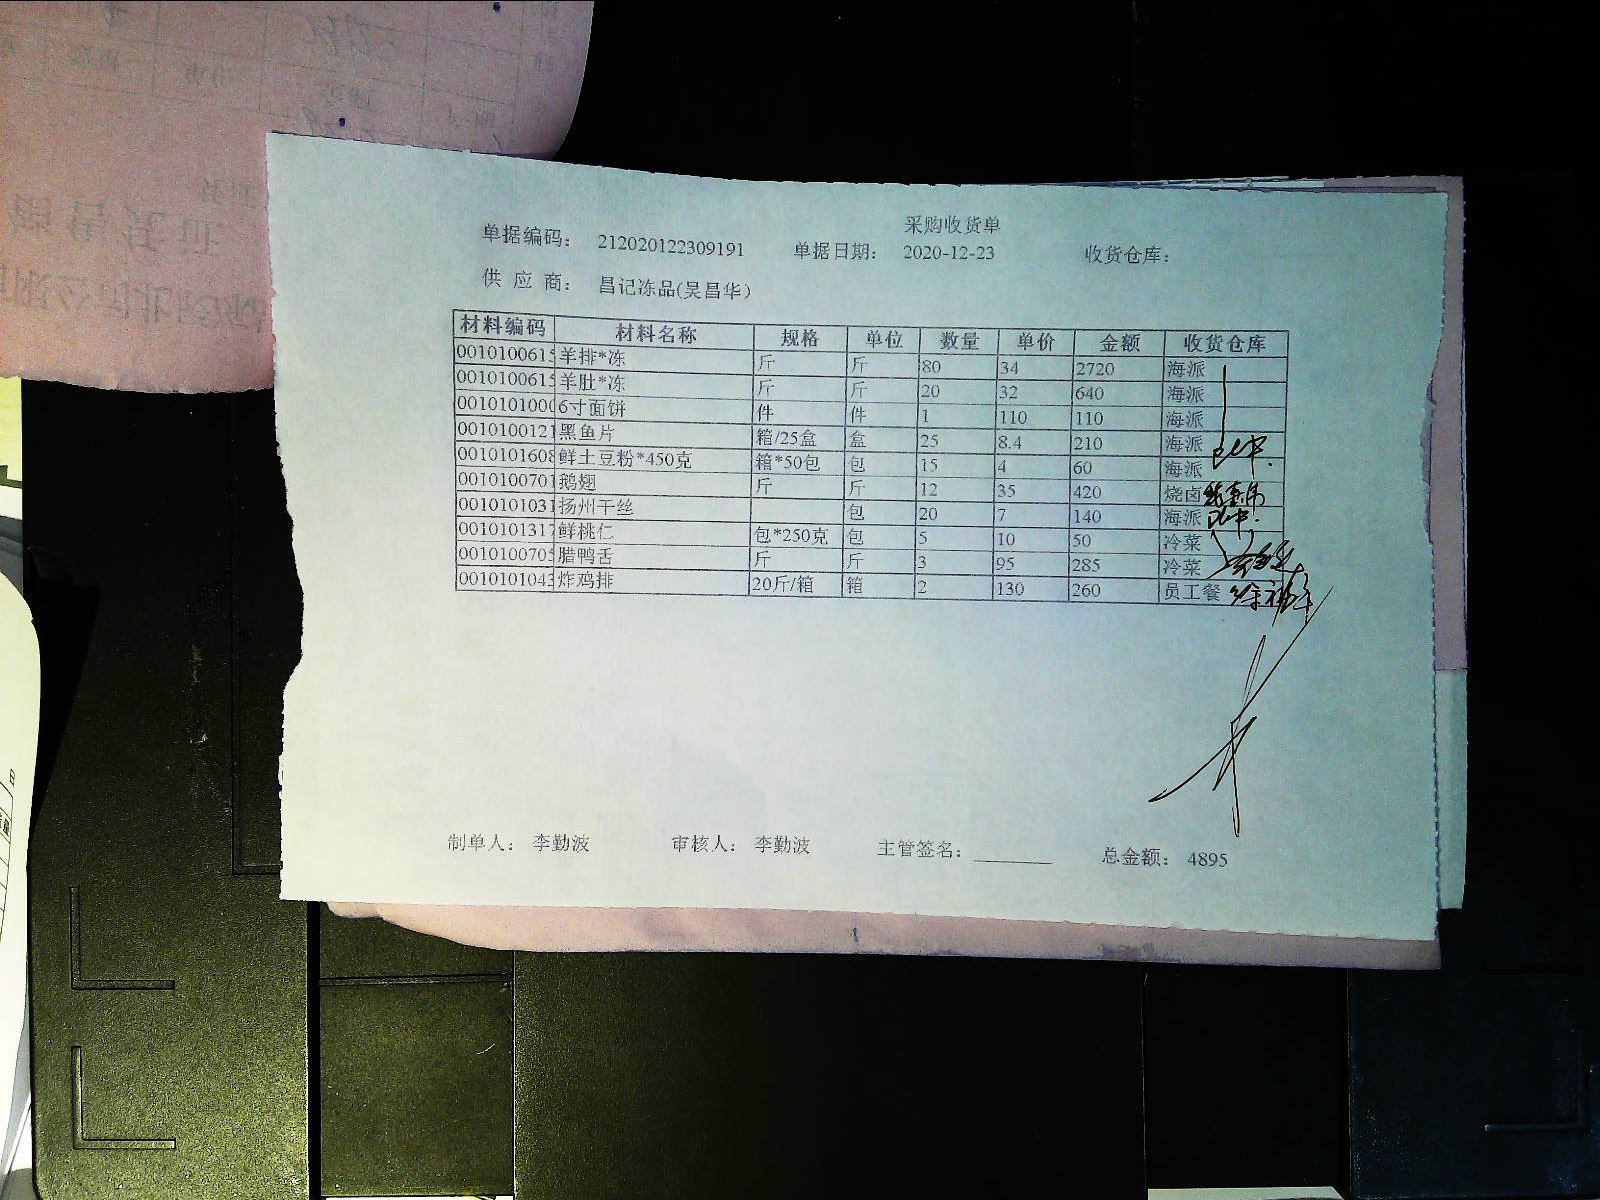 采购收货单
单据编码： 212020122309191 单据日期： 2020-12-23 收货仓库：
供 应 商： 昌记冻品(吴昌华）
材料编码 材料名称 规格 单位 数量 单价 金额 收货仓库
0010100615 羊排*冻 斤 斤 80 34 2720 海派
0010100615 羊肚*冻 斤 斤 20 32 640 海派
0010101000 6寸面饼 件 件 1 110 110 海派
0010100121 黑鱼片 箱/25盒 盒 25 8.4 210 海派
0010101608 鲜土豆粉*450克 箱*50包 包 15 4 60 海派
0010100701 鹅翅 斤 斤 12 35 420 烧卤
0010101031 扬州干丝 包 20 7 140 海派
0010101317 鲜桃仁 包*250克 包 5 10 50 冷菜
0010100705 腊鸭舌 斤 斤 3 95 285 冷菜
0010101043 炸鸡排 20斤/箱 箱 2 130 260 员工餐
制单人： 李勤波 审核人： 李勤波 主管签名： 总金额： 4895